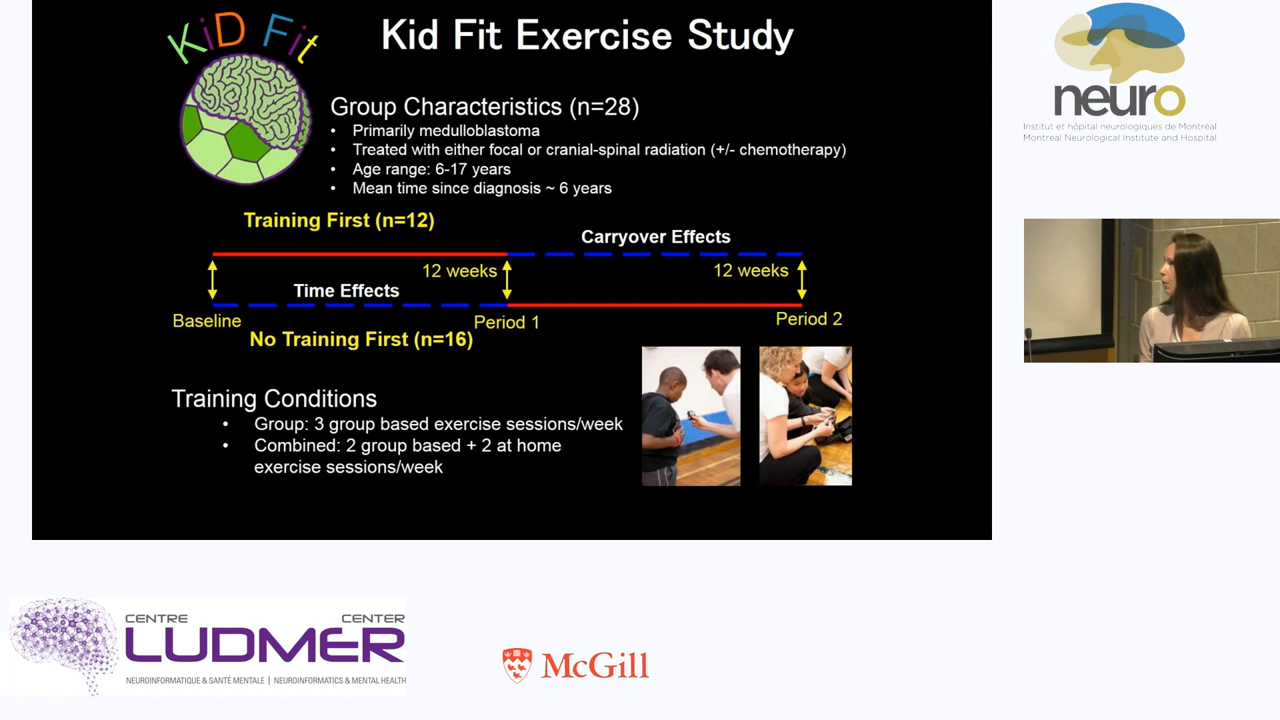 KiD Fit
Kid Fit Exercise Study
Group Characteristics (n=28)
• Primarily medulloblastoma
• Treated with either focal or cranial-spinal radiation (+/- chemotherapy)
• Age range: 6-17 years
• Mean time since diagnosis ~ 6 years
Training First (n=12)
Carryover Effects
12 weeks
12 weeks
Time Effects
Baseline
Period 1
Period 2
No Training First (n=16)
Training Conditions
• Group: 3 group based exercise sessions/week
• Combined: 2 group based + 2 at home
exercise sessions/week
neuro
Institut et hôpital neurologiques de Montréal
Montreal Neurological Institute and Hospital
CENTRE CENTER
LUDMER
NEUROINFORMATIQUE & SANTÉ MENTALE | NEUROINFORMATICS & MENTAL HEALTH
McGill